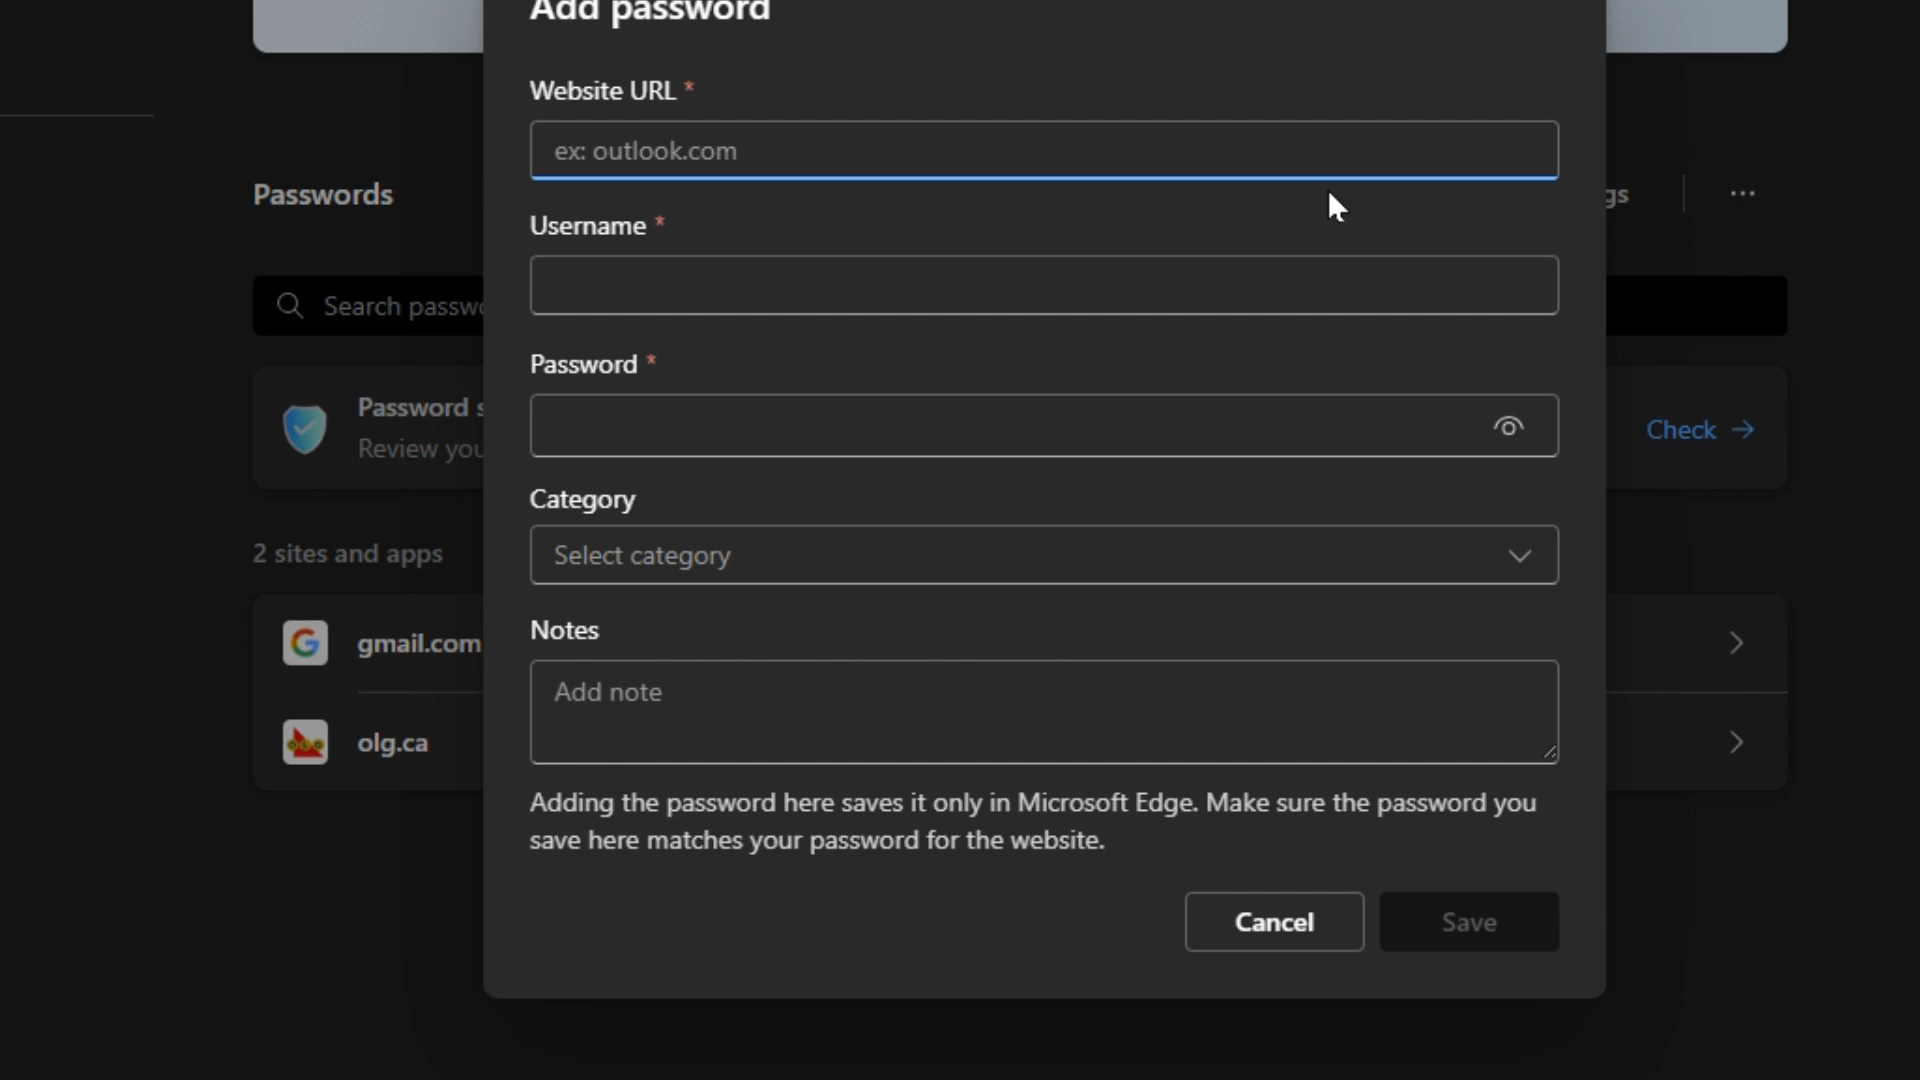 Add password
Website URL *
ex: outlook.com
Passwords
gs
...
Username *
Search passwo
Password *
Password s
Review you
Check
Category
Select category
2 sites and apps
Notes
Add note
gmail.com
olg.ca
Adding the password here saves it only in Microsoft Edge. Make sure the password you
save here matches your password for the website.
Cancel
Save